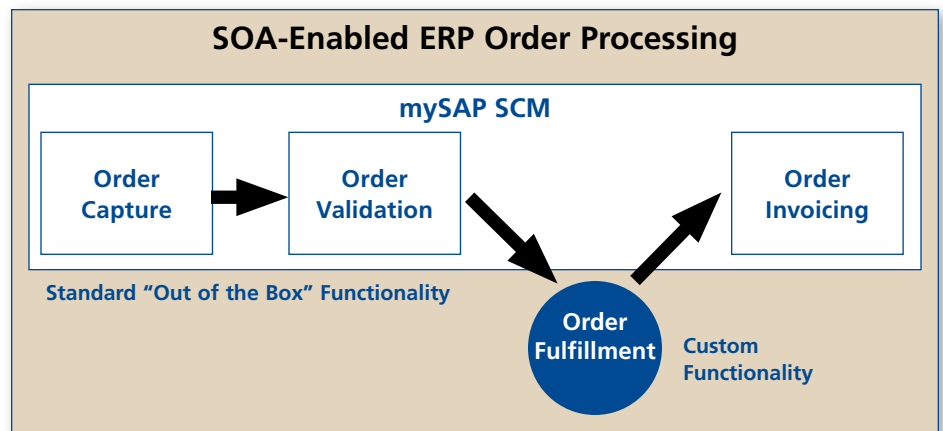 SOA-Enabled ERP Order Processing
mySAP SCM
Order
Capture
Order
Validation
Order
Invoicing
Standard “Out of the Box” Functionality
Order
Fulfillment
Custom
Functionality